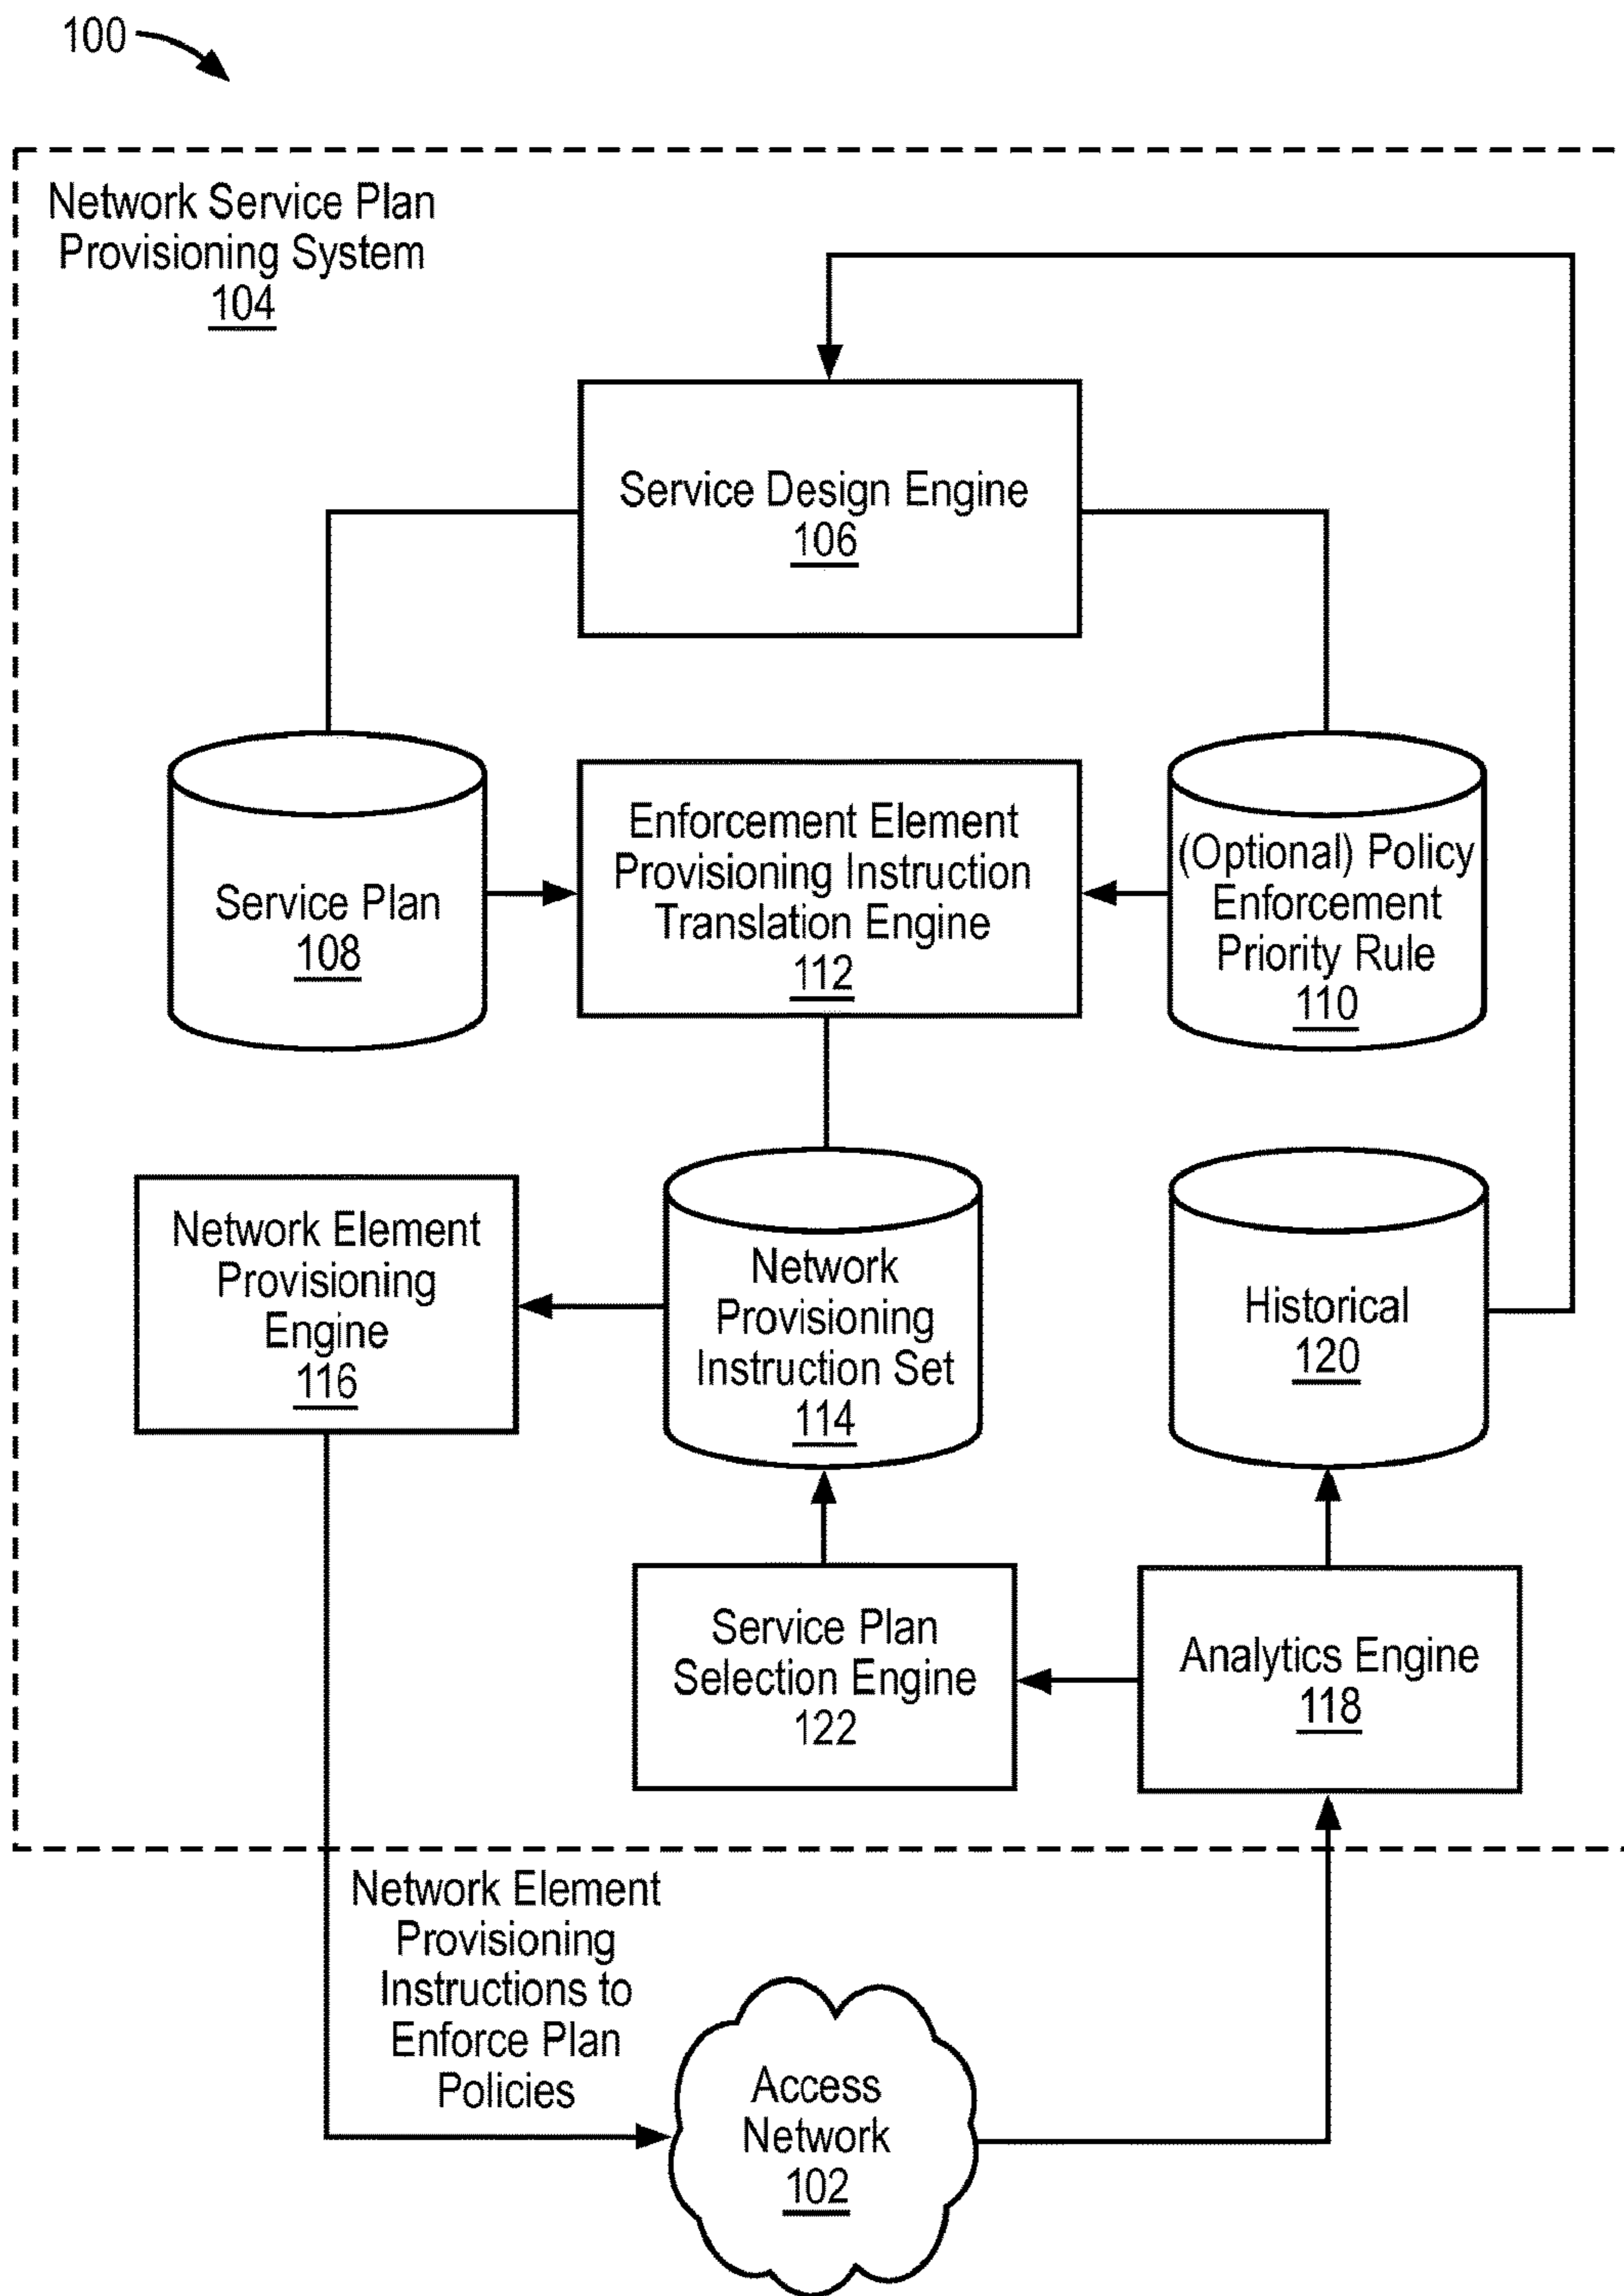 100
Network Service Plan
Provisioning System
104
Service Design Engine
106
Service Plan
108
Enforcement Element
Provisioning Instruction
Translation Engine
112
(Optional) Policy
Enforcement
Priority Rule
110
Network Element
Provisioning
Engine
116
Network
Provisioning
Instruction Set
114
Historical
120
Service Plan
Selection Engine
122
Analytics Engine
118
Network Element
Provisioning
Instructions to
Enforce Plan
Policies
Access
Network
102